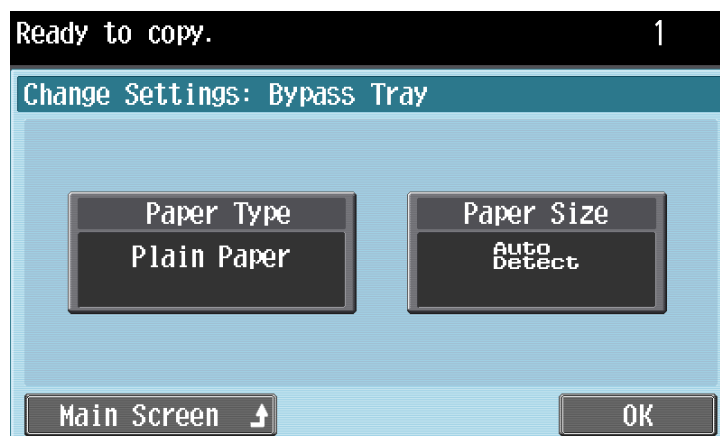 Ready to copy. 1
Change Settings: Bypass Tray
Paper Type
Plain Paper
Paper Size
Auto
Detect
Main Screen
OK